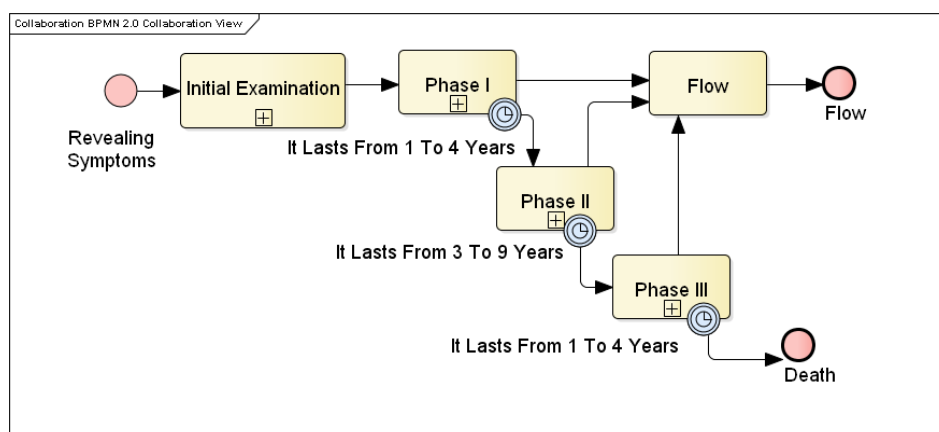 Collaboration BPMN 2.0 Collaboration View
Revealing
Symptoms
Initial Examination
Phase I
It Lasts From 1 To 4 Years
Flow
Flow
Phase II
It Lasts From 3 To 9 Years
Phase III
It Lasts From 1 To 4 Years
Death